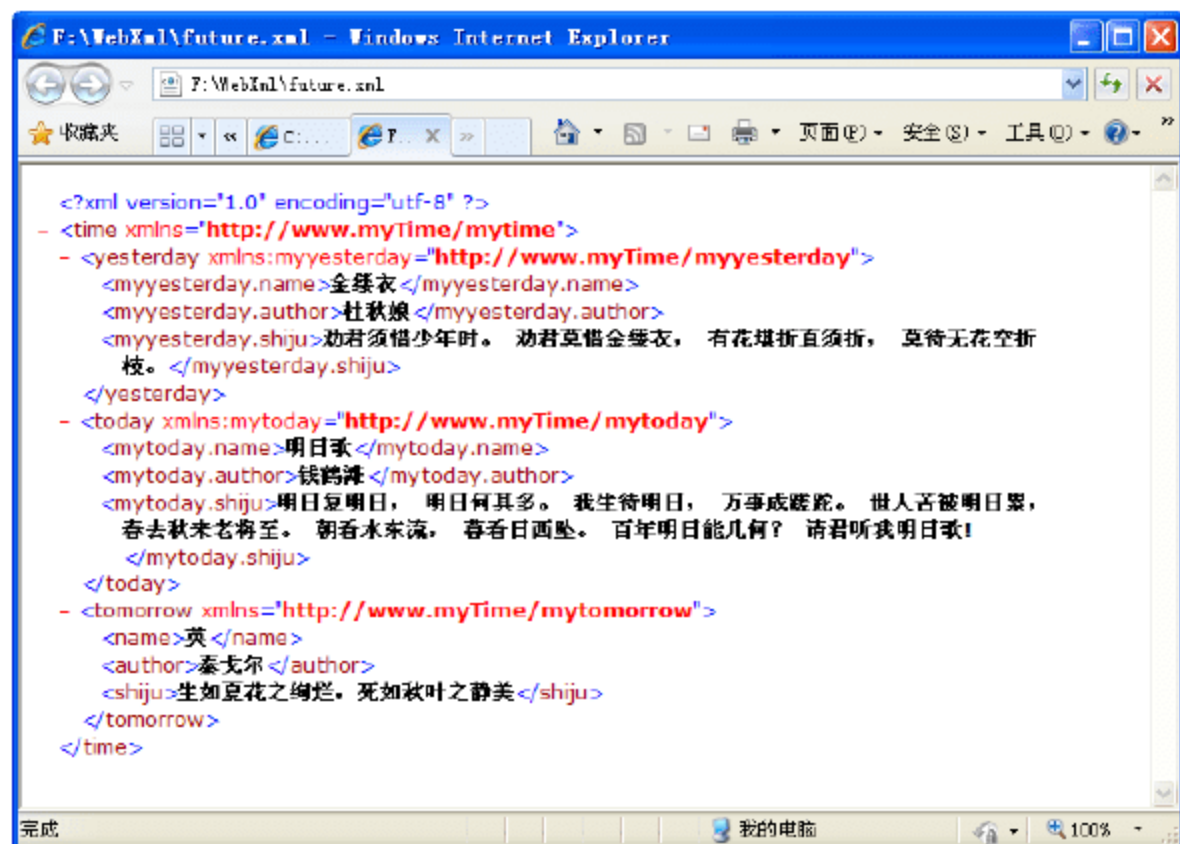 F:\WebXml\future.xml - Windows Internet Explorer
F:\WebXml\future.xml
收藏夹 C:.... F.. 页面(P) 安全(S) 工具(O)
<?xml version="1.0" encoding="utf-8" ?>
- <time xmlns="http://www.myTime/mytime">
- <yesterday xmlns:myyesterday="http://www.myTime/myyesterday">
<myyesterday.name>金缕衣</myyesterday.name>
<myyesterday.author>杜秋娘</myyesterday.author>
<myyesterday.shiju>劝君须惜少年时。 劝君莫惜金缕衣, 有花堪折直须折, 莫待无花空折
枝。</myyesterday.shiju>
</yesterday>
- <today xmlns:mytoday="http://www.myTime/mytoday">
<mytoday.name>明日歌</mytoday.name>
<mytoday.author>钱鹤滩</mytoday.author>
<mytoday.shiju>明日复明日, 明日何其多。 我生待明日, 万事成蹉跎。 世人苦被明日累,
春去秋来老将至。 朝看水东流, 暮看日西坠。 百年明日能几何? 请君听我明日歌!
</mytoday.shiju>
</today>
- <tomorrow xmlns="http://www.myTime/mytomorrow">
<name>英</name>
<author>泰戈尔</author>
<shiju>生如夏花之绚烂。死如秋叶之静美</shiju>
</tomorrow>
</time>
完成 我的电脑 100%